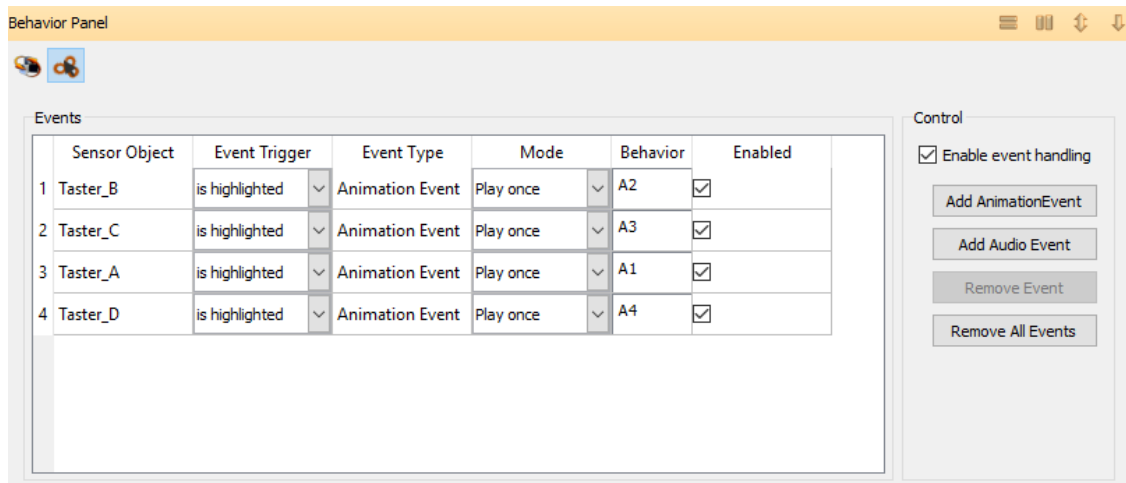 Behavior Panel
Events
Sensor Object Event Trigger Event Type Mode Behavior Enabled
1 Taster_B is highlighted Animation Event Play once A2
2 Taster_C is highlighted Animation Event Play once A3
3 Taster_A is highlighted Animation Event Play once A1
4 Taster_D is highlighted Animation Event Play once A4
Control
Enable event handling
Add AnimationEvent
Add Audio Event
Remove Event
Remove All Events